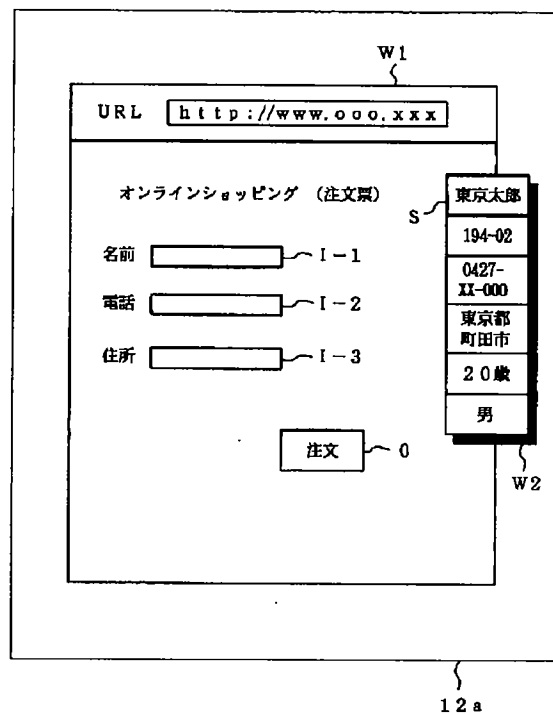 W1
URL http://www.ooo.xxx
オンラインショッピング (注文票)
S
東京太郎
194-02
0427-
XX-000
東京都
町田市
20歳
男
名前 I-1
電話 I-2
住所 I-3
注文 O
W2
12a